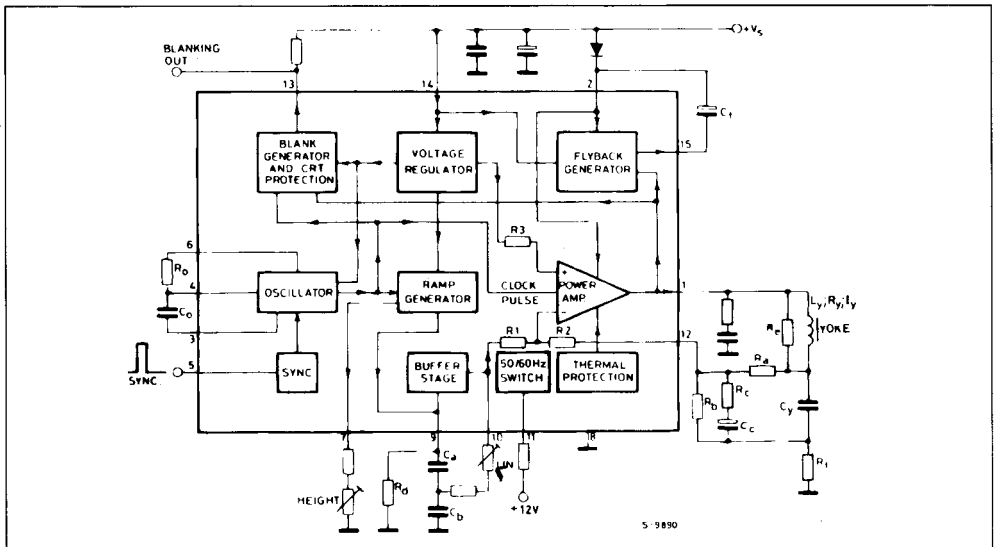 +Vs
BLANKING
OUT
13
14
2
Ct
15
BLANK
GENERATOR
AND CRT
PROTECTION
VOLTAGE
REGULATOR
FLYBACK
GENERATOR
R3
6
Ro
4
Co
3
OSCILLATOR
RAMP
GENERATOR
CLOCK
PULSE
+
POWER
AMP.
-
1
Ly;Ry;Iy
YOKE
Re
R1
R2
12
Ra
SYNC.
5
SYNC
BUFFER
STAGE
50/60Hz
SWITCH
THERMAL
PROTECTION
Rb
Rc
Cc
Cy
7
9
10
11
18
HEIGHT
Rd
Ca
Cb
LIN
+12V
S-9890